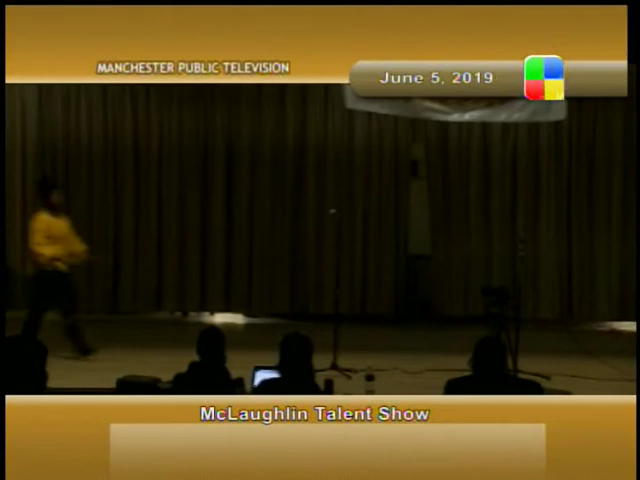 MANCHESTER PUBLIC TELEVISION
June 5, 2019
McLaughlin Talent Show